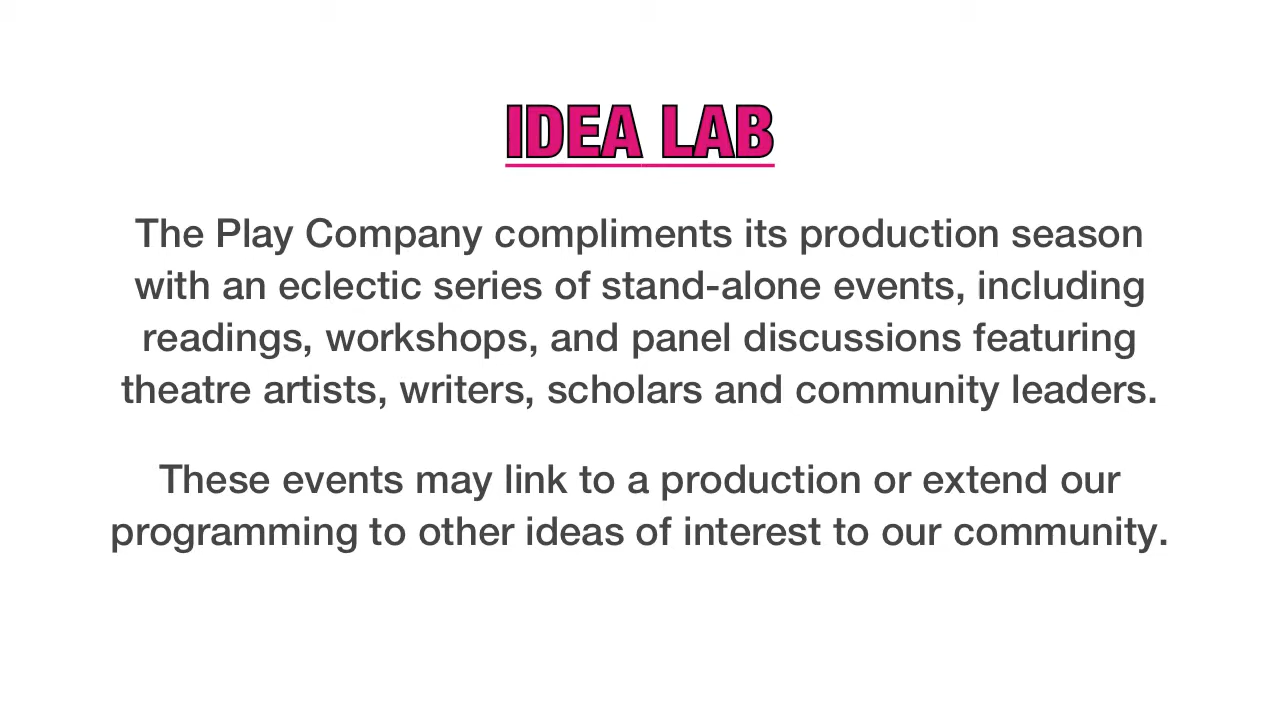 IDEA LAB
The Play Company compliments its production season
with an eclectic series of stand-alone events, including
readings, workshops, and panel discussions featuring
theatre artists, writers, scholars and community leaders.
These events may link to a production or extend our
programming to other ideas of interest to our community.